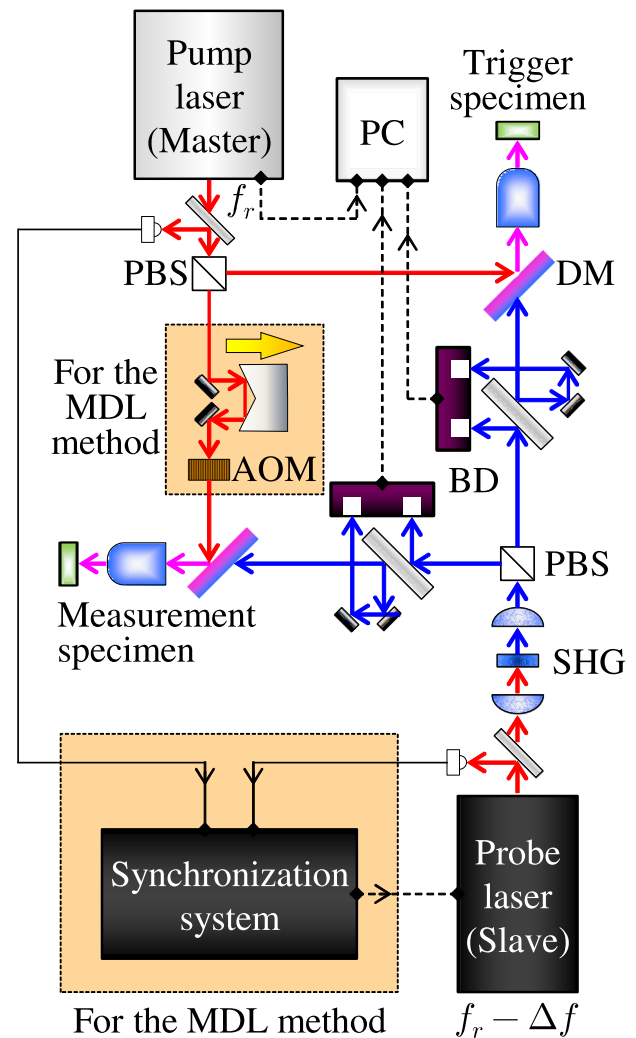 Pump
laser
(Master)
PC
Trigger
specimen
f_r
PBS
DM
For the
MDL
method
AOM
BD
PBS
Measurement
specimen
SHG
Synchronization
system
Probe
laser
(Slave)
For the MDL method
f_r − Δf